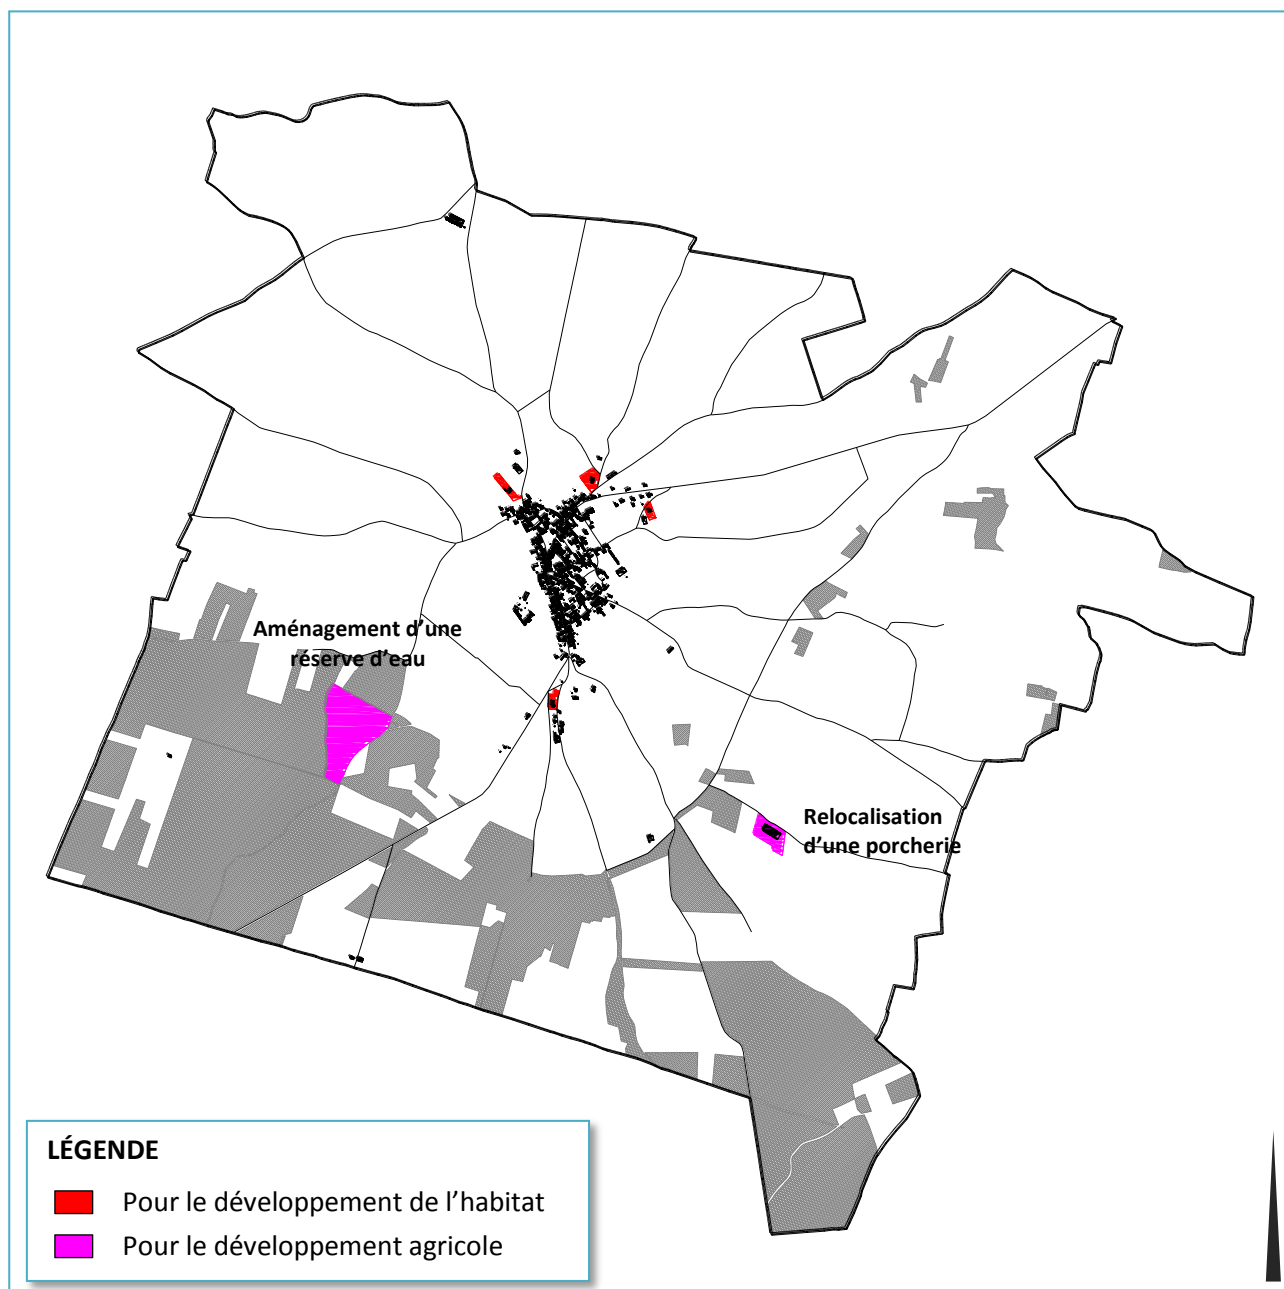 Aménagement d’une
réserve d’eau
Relocalisation
d’une porcherie
LÉGENDE
Pour le développement de l’habitat
Pour le développement agricole